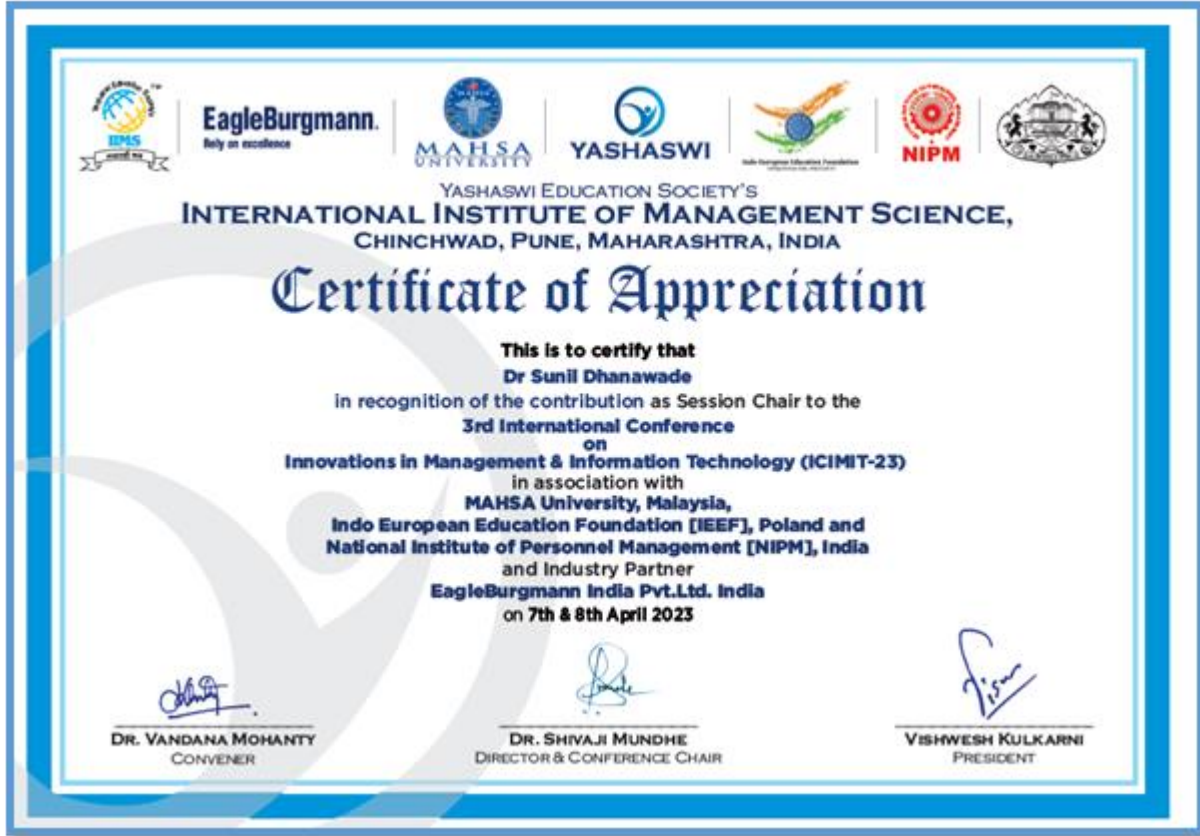 IIMS
EagleBurgmann.
Rely on excellence
MAHSA
UNIVERSITY
YASHASWI
Indo European Education Foundation
NIPM
YASHASWI EDUCATION SOCIETY'S
INTERNATIONAL INSTITUTE OF MANAGEMENT SCIENCE,
CHINCHWAD, PUNE, MAHARASHTRA, INDIA
Certificate of Appreciation
This is to certify that
Dr Sunil Dhanawade
in recognition of the contribution as Session Chair to the
3rd International Conference
on
Innovations in Management & Information Technology (ICIMIT-23)
in association with
MAHSA University, Malaysia,
Indo European Education Foundation [IEEF], Poland and
National Institute of Personnel Management [NIPM], India
and Industry Partner
EagleBurgmann India Pvt.Ltd. India
on 7th & 8th April 2023
DR. VANDANA MOHANTY
CONVENER
DR. SHIVAJI MUNDHE
DIRECTOR & CONFERENCE CHAIR
VISHWESH KULKARNI
PRESIDENT